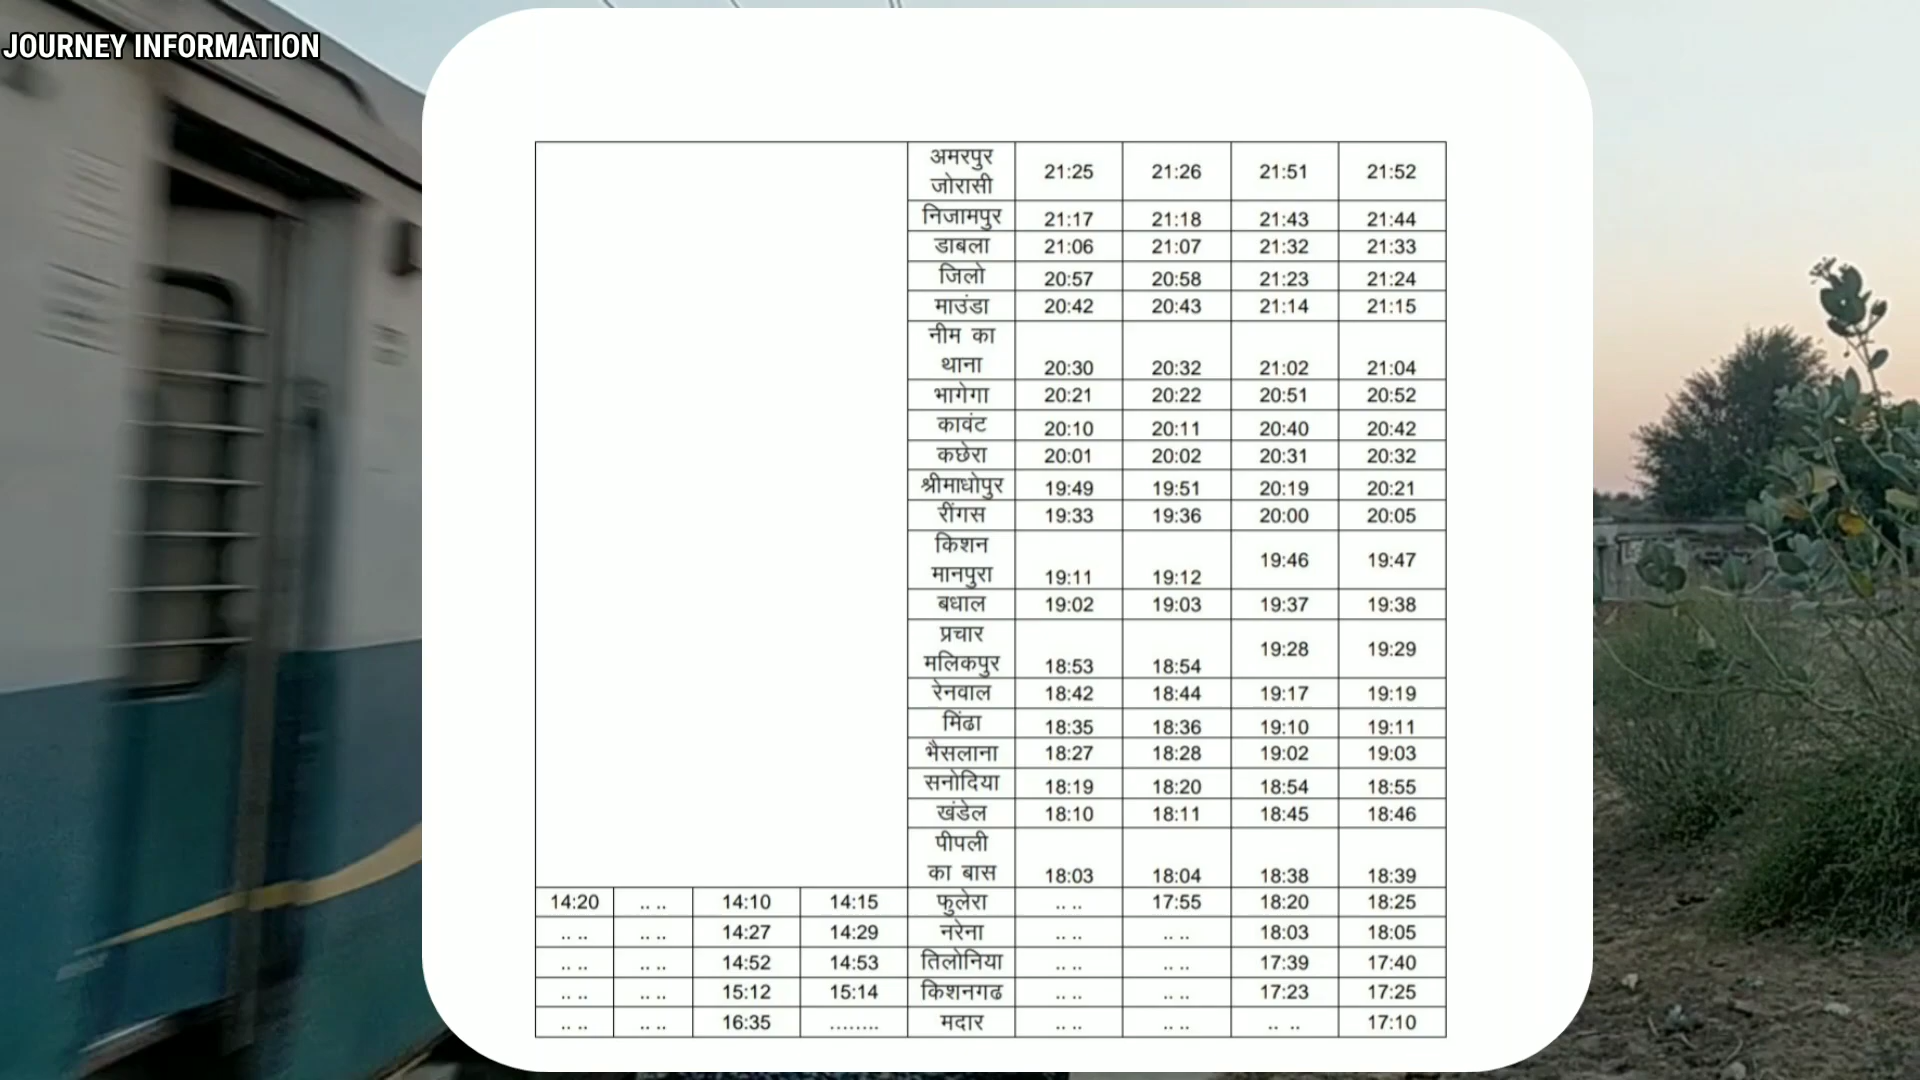 JOURNEY INFORMATION
अमरपुर
जोरासी 21:25 21:26 21:51 21:52
निजामपुर 21:17 21:18 21:43 21:44
डाबला 21:06 21:07 21:32 21:33
जिलो 20:57 20:58 21:23 21:24
माउंडा 20:42 20:43 21:14 21:15
नीम का
थाना 20:30 20:32 21:02 21:04
भागेगा 20:21 20:22 20:51 20:52
कावंट 20:10 20:11 20:40 20:42
कछेरा 20:01 20:02 20:31 20:32
श्रीमाधोपुर 19:49 19:51 20:19 20:21
रींगस 19:33 19:36 20:00 20:05
किशन
मानपुरा 19:11 19:12 19:46 19:47
बधाल 19:02 19:03 19:37 19:38
प्रचार
मलिकपुर 18:53 18:54 19:28 19:29
रेनवाल 18:42 18:44 19:17 19:19
मिंढा 18:35 18:36 19:10 19:11
भैसलाना 18:27 18:28 19:02 19:03
सनोदिया 18:19 18:20 18:54 18:55
खंडेल 18:10 18:11 18:45 18:46
पीपली
का बास 18:03 18:04 18:38 18:39
14:20 .. .. 14:10 14:15 फुलेरा .. .. 17:55 18:20 18:25
.. .. .. .. 14:27 14:29 नरेना .. .. .. .. 18:03 18:05
.. .. .. .. 14:52 14:53 तिलोनिया .. .. .. .. 17:39 17:40
.. .. .. .. 15:12 15:14 किशनगढ .. .. .. .. 17:23 17:25
.. .. .. .. 16:35 ........ मदार .. .. .. .. .. .. 17:10